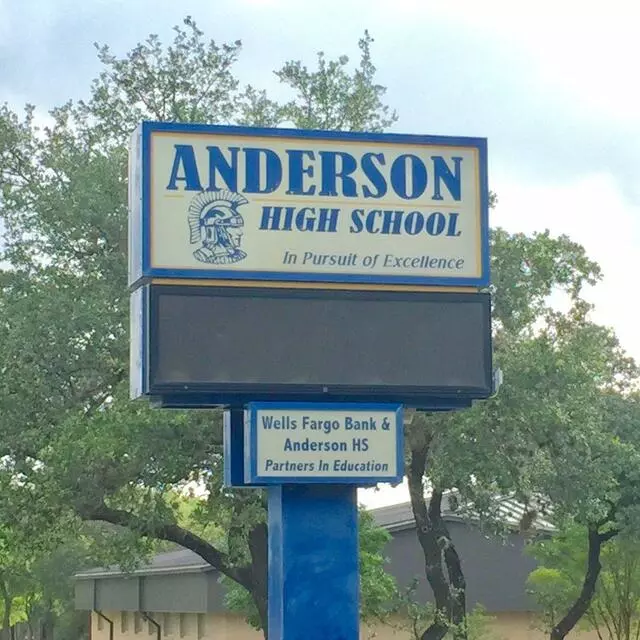 ANDERSON
HIGH SCHOOL
In Pursuit of Excellence
Wells Fargo Bank &
Anderson HS
Partners In Education